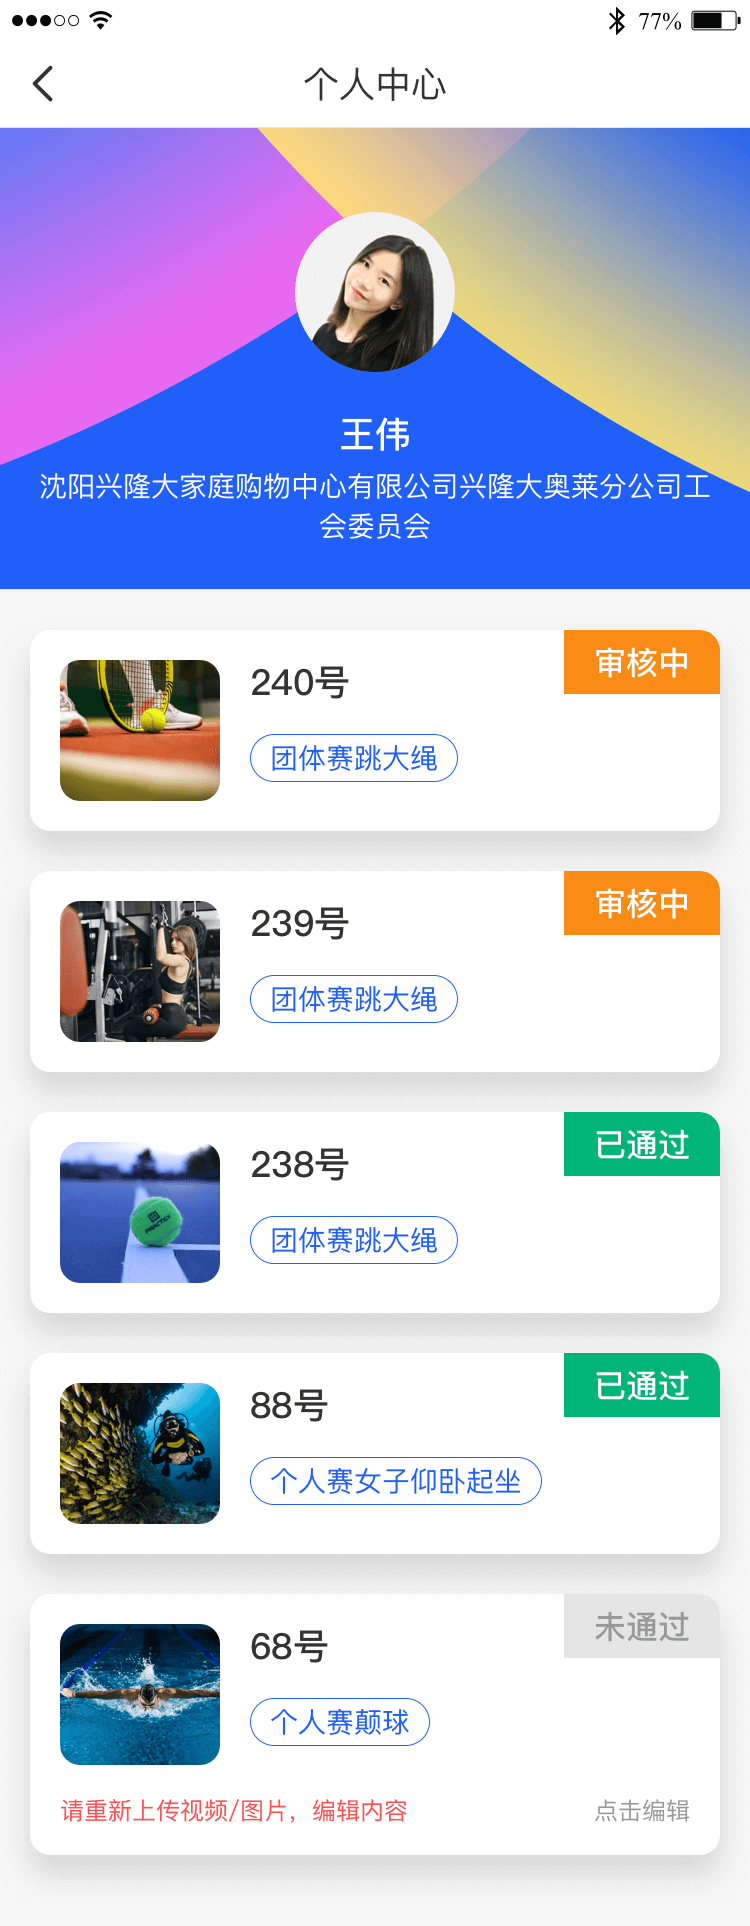 77%
个人中心
王伟
沈阳兴隆大家庭购物中心有限公司兴隆大奥莱分公司工
会委员会
240号
审核中
团体赛跳大绳
239号
审核中
团体赛跳大绳
238号
已通过
团体赛跳大绳
PRACTICE
88号
已通过
个人赛女子仰卧起坐
68号
未通过
个人赛颠球
请重新上传视频/图片，编辑内容
点击编辑